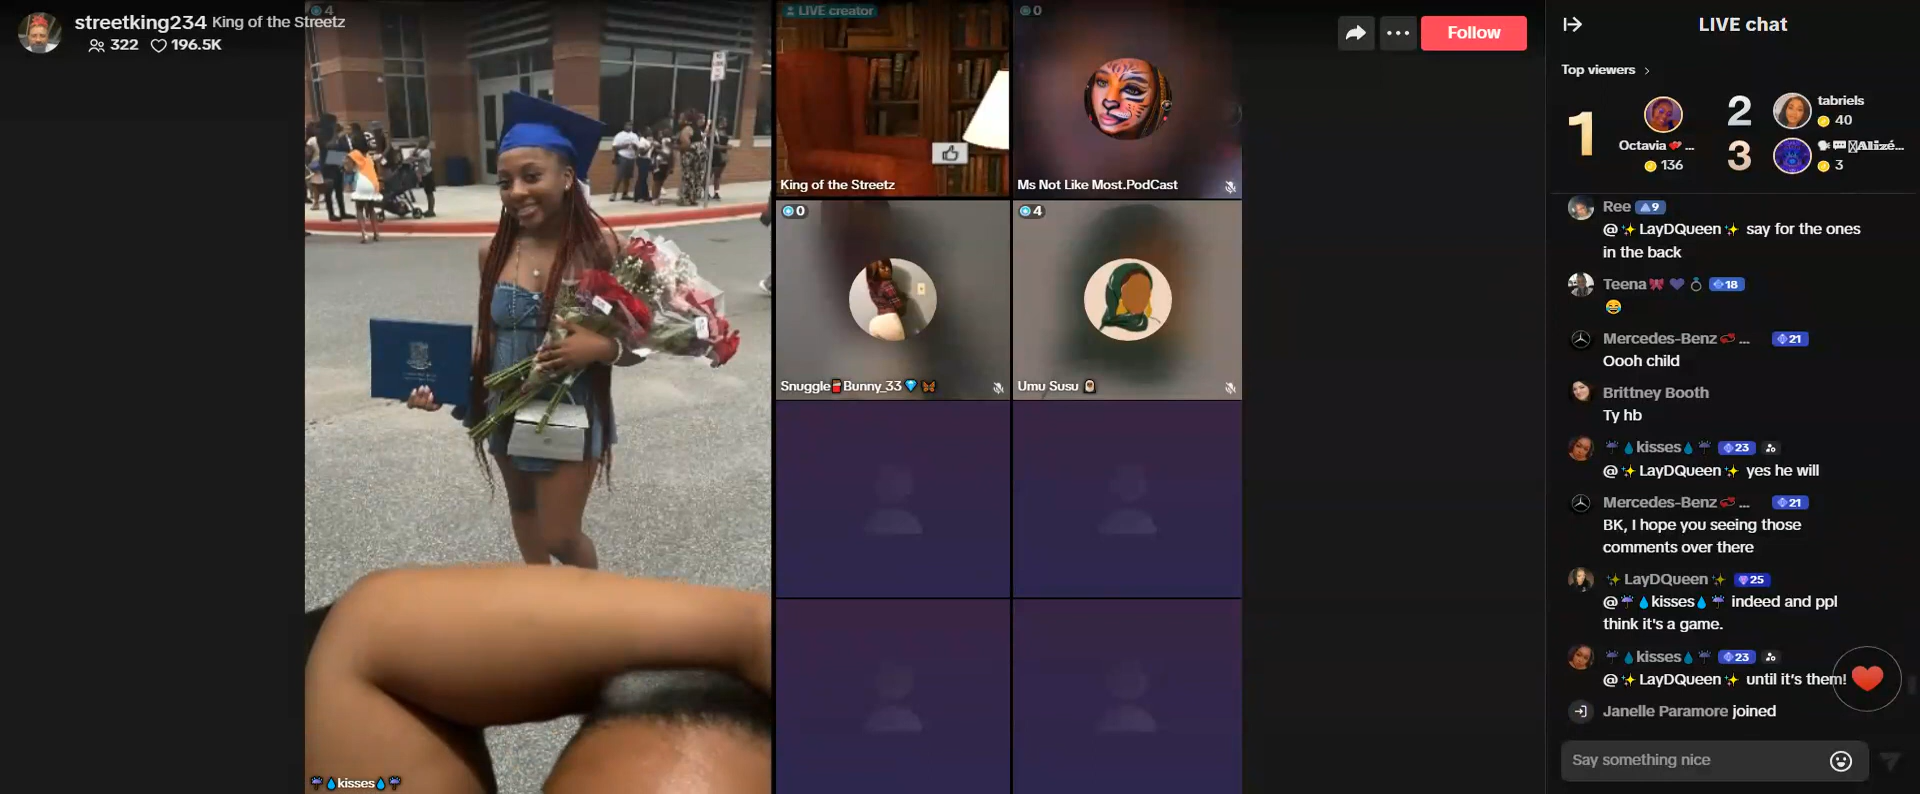 streetking234 King of the Streetz
322 196.5K
4
LIVE creator
0
Follow
King of the Streetz
Ms Not Like Most.PodCast
0
4
Snuggle🧧Bunny_33💎🦋
Umu Susu
☔💧kisses💧☔
LIVE chat
Top viewers >
1
Octavia ...
136
2
tabriels
40
3
Alizé...
3
Ree 9
@✨LayDQueen✨ say for the ones
in the back
Teena🎀💜💍 18
😂
Mercedes-Benz💞... 21
Oooh child
Brittney Booth
Ty hb
☔💧kisses💧☔ 23
@✨LayDQueen✨ yes he will
Mercedes-Benz💞... 21
BK, I hope you seeing those
comments over there
✨LayDQueen✨ 25
@☔💧kisses💧☔ indeed and ppl
think it's a game.
☔💧kisses💧☔ 23
@✨LayDQueen✨ until it's them!
Janelle Paramore joined
Say something nice